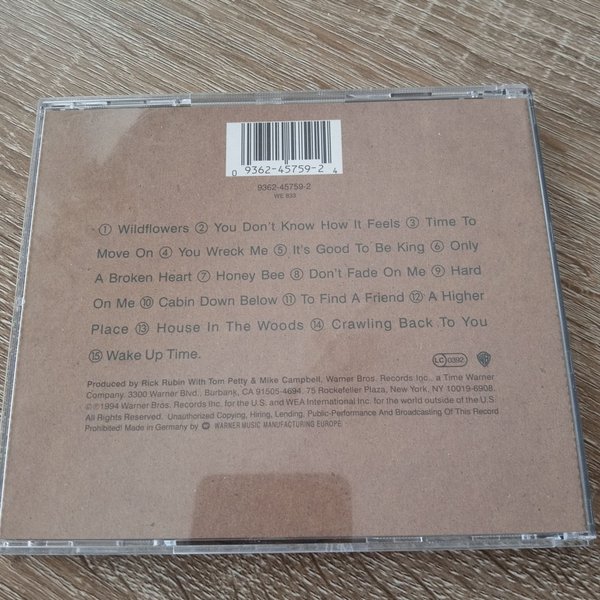 0 9362-45759-2 4
9362-45759-2
WE 833
① Wildflowers ② You Don't Know How It Feels ③ Time To
Move On ④ You Wreck Me ⑤ It's Good To Be King ⑥ Only
A Broken Heart ⑦ Honey Bee ⑧ Don't Fade On Me ⑨ Hard
On Me ⑩ Cabin Down Below ⑪ To Find A Friend ⑫ A Higher
Place ⑬ House In The Woods ⑭ Crawling Back To You
⑮ Wake Up Time.
LC 0392
Produced by Rick Rubin With Tom Petty & Mike Campbell. Warner Bros. Records Inc., a Time Warner
Company. 3300 Warner Blvd., Burbank, CA 91505-4694. 75 Rockefeller Plaza, New York, NY 10019-6908.
©℗1994 Warner Bros. Records Inc. for the U.S. and WEA International Inc. for the world outside of the U.S.
All Rights Reserved. Unauthorized Copying, Hiring, Lending, Public-Performance And Broadcasting Of This Record
Prohibited! Made in Germany by WARNER MUSIC MANUFACTURING EUROPE